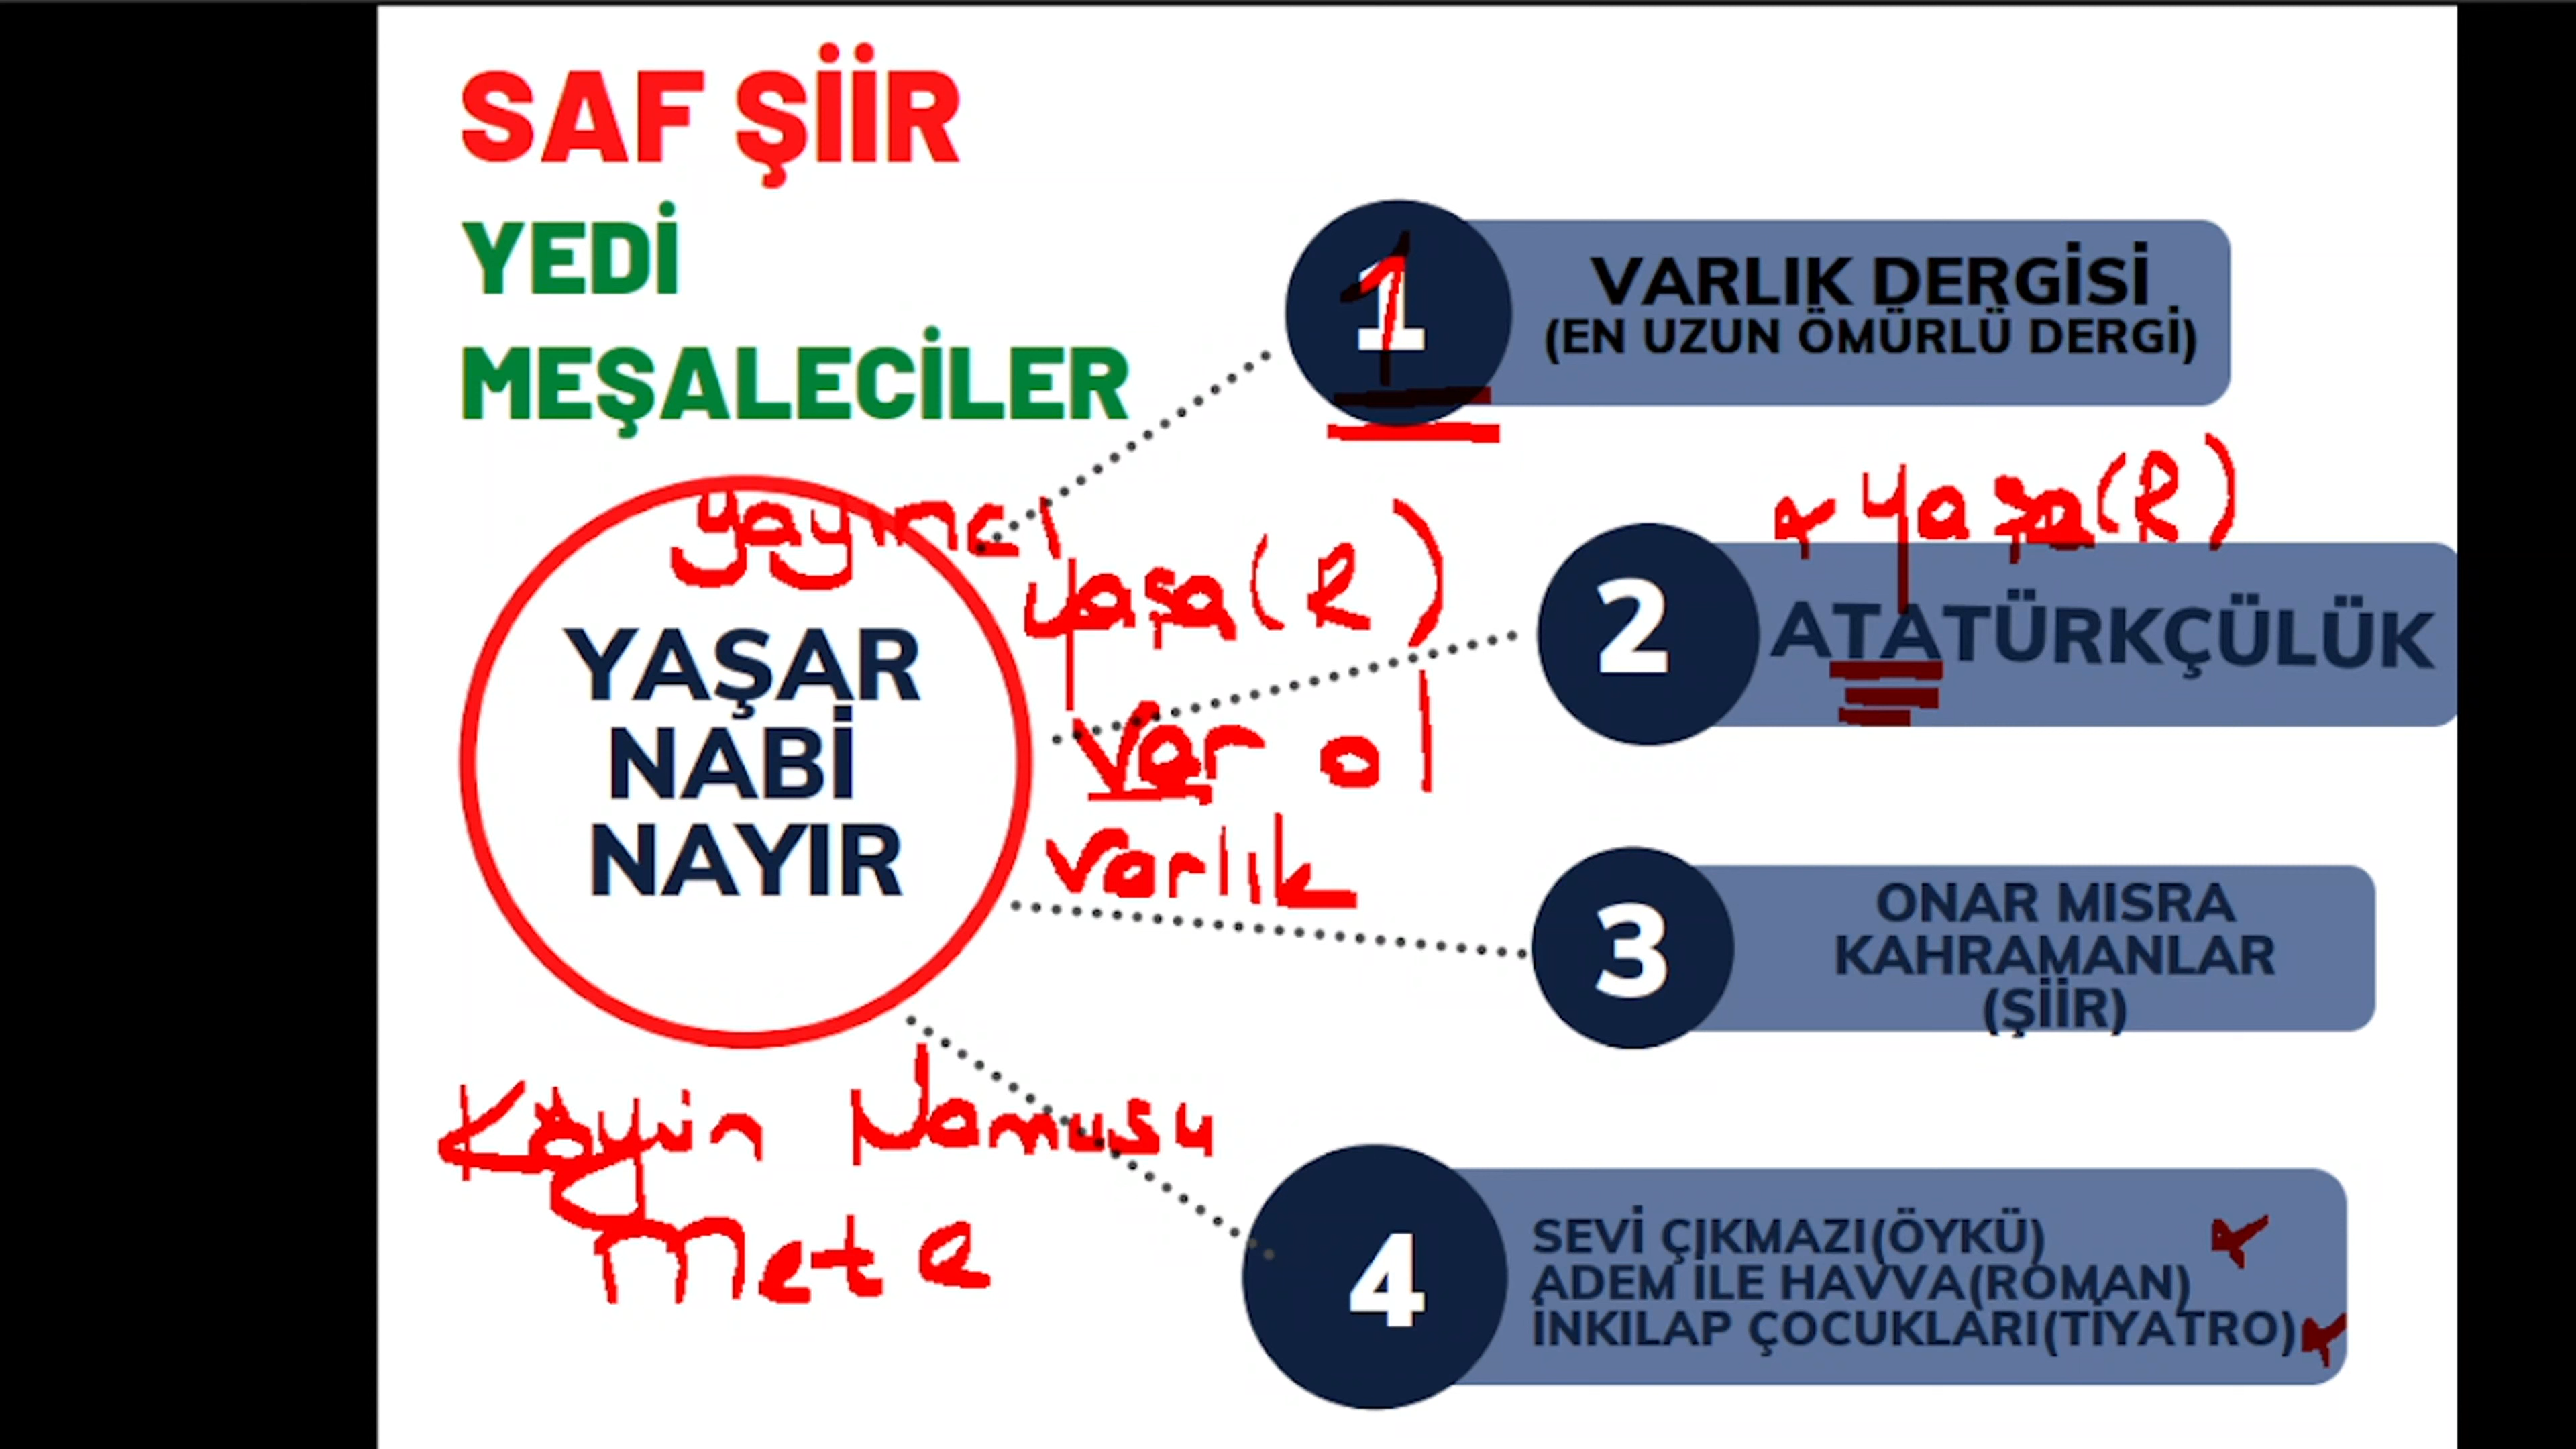 SAF ŞİİR
YEDİ
MEŞALECİLER
1
VARLIK DERGİSİ
(EN UZUN ÖMÜRLÜ DERGİ)
yayıncı
Yaşa(R)
YAŞAR
NABİ
NAYIR
Yaşa(R)
var ol
varlık
2
ATATÜRKÇÜLÜK
3
ONAR MISRA
KAHRAMANLAR
(ŞİİR)
Köyün Namusu
mete
4
SEVİ ÇIKMAZI(ÖYKÜ)
ADEM İLE HAVVA(ROMAN)
İNKILAP ÇOCUKLARI(TİYATRO)